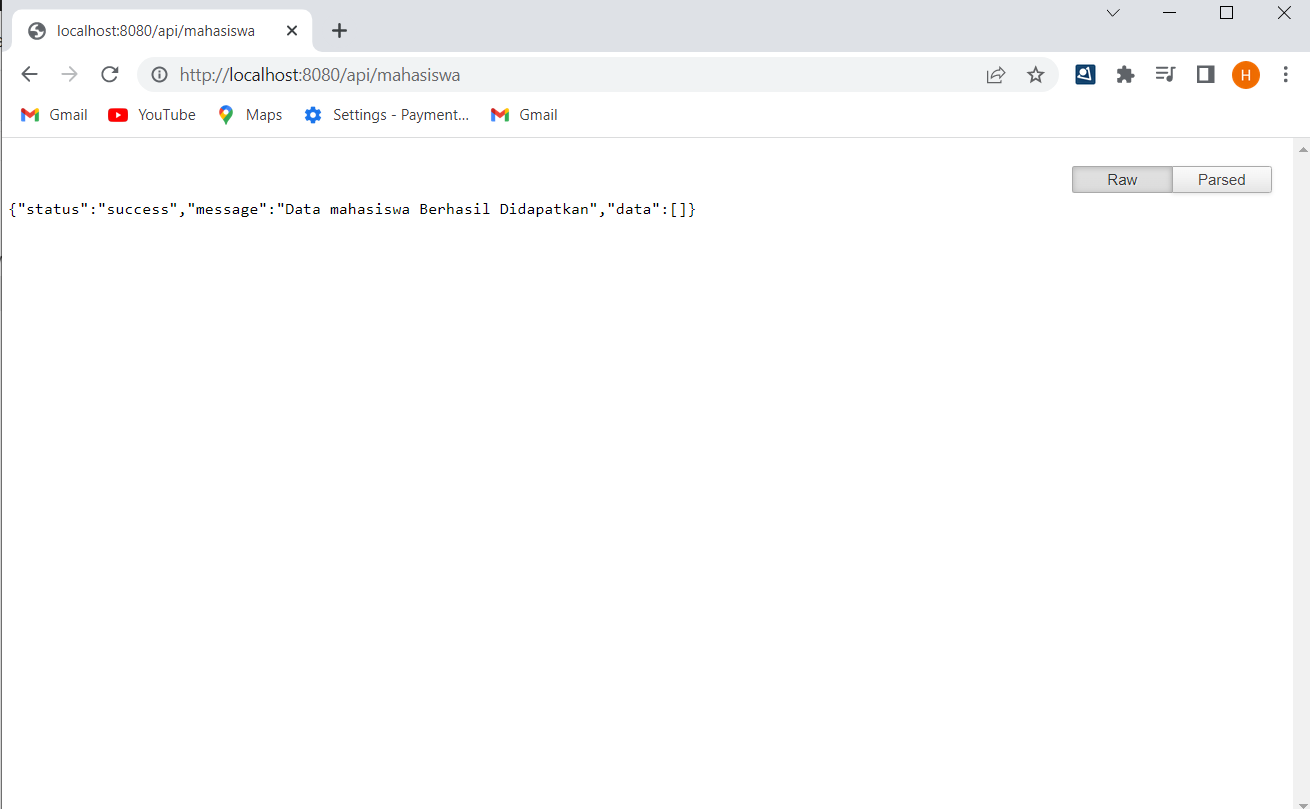 localhost:8080/api/mahasiswa
http://localhost:8080/api/mahasiswa
H
Gmail YouTube Maps Settings - Payment... Gmail
Raw Parsed
{"status":"success","message":"Data mahasiswa Berhasil Didapatkan","data":[]}